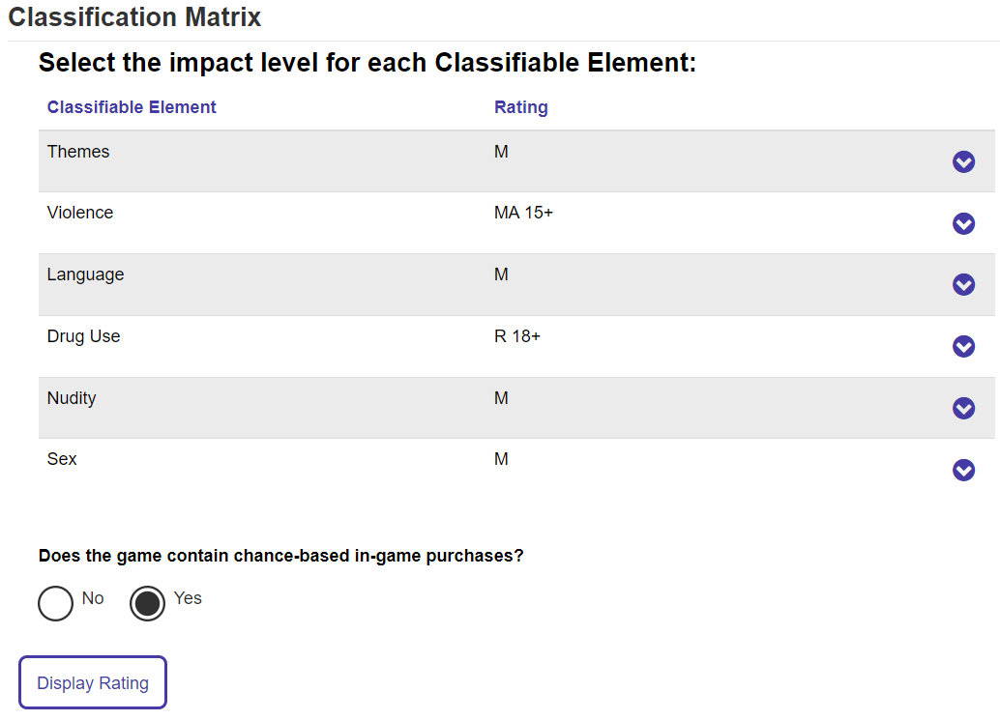 Classification Matrix
Select the impact level for each Classifiable Element:
Classifiable Element Rating
Themes M
Violence MA 15+
Language M
Drug Use R 18+
Nudity M
Sex M
Does the game contain chance-based in-game purchases?
No Yes
Display Rating